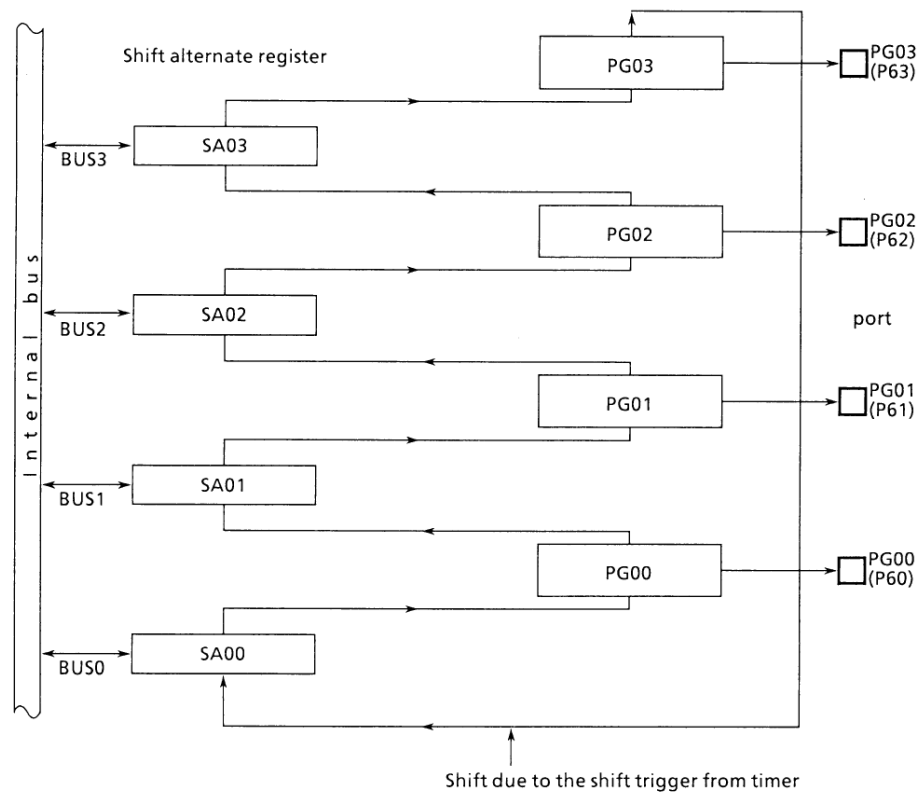 Shift alternate register
PG03
PG03
(P63)
SA03
BUS3
PG02
PG02
(P62)
SA02
BUS2
port
Internal bus
PG01
PG01
(P61)
SA01
BUS1
PG00
PG00
(P60)
SA00
BUS0
Shift due to the shift trigger from timer